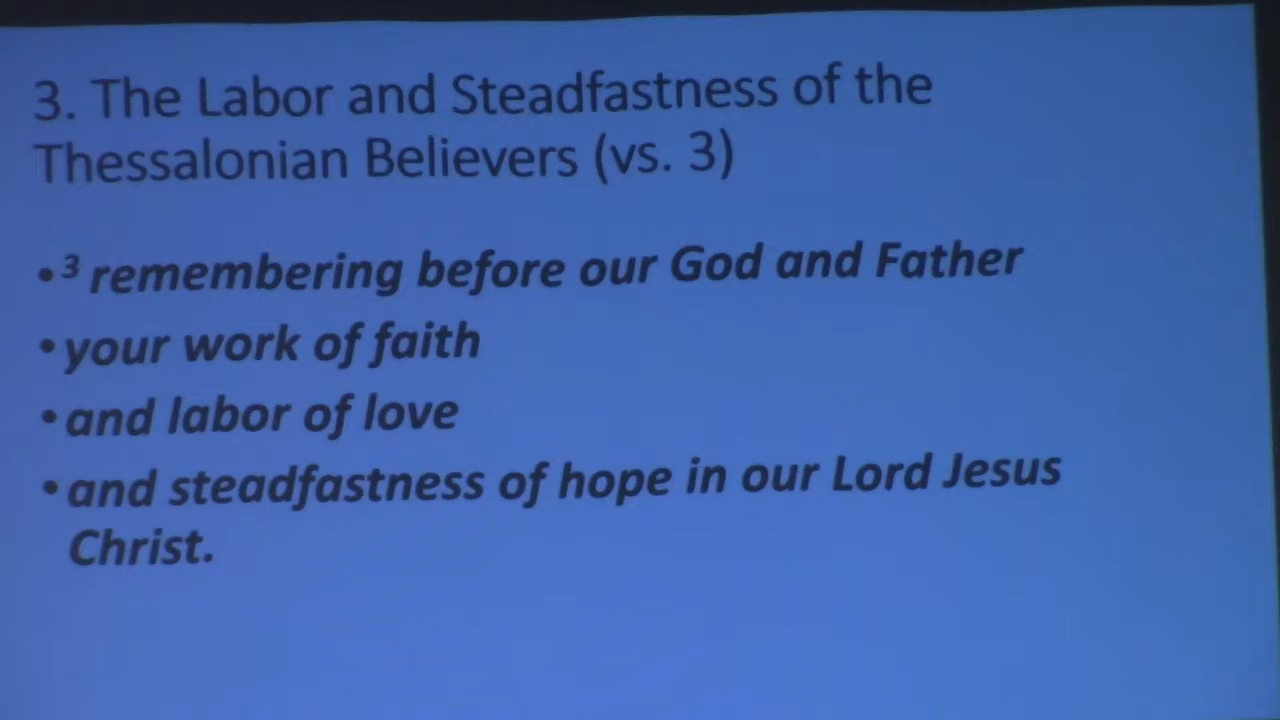 3. The Labor and Steadfastness of the
Thessalonian Believers (vs. 3)
• 3 remembering before our God and Father
• your work of faith
• and labor of love
• and steadfastness of hope in our Lord Jesus
Christ.